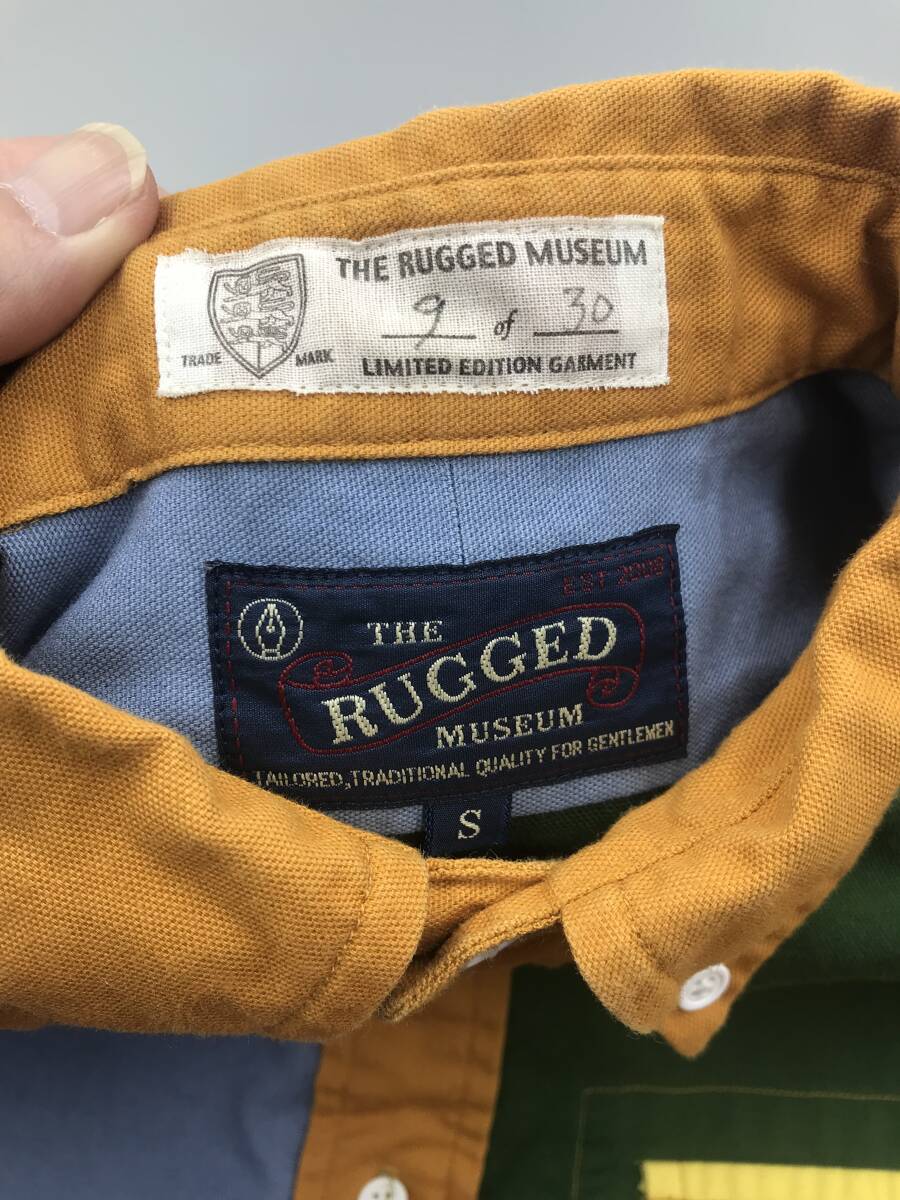 THE RUGGED MUSEUM
9 of 30
TRADE MARK
LIMITED EDITION GARMENT
EST 2008
THE
RUGGED
MUSEUM
TAILORED, TRADITIONAL QUALITY FOR GENTLEMEN
S